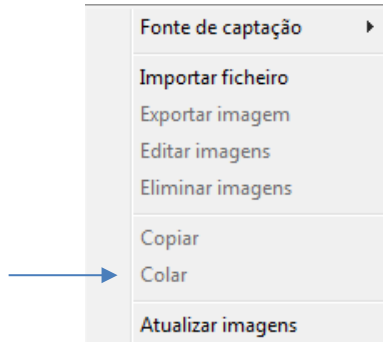 Fonte de captação
Importar ficheiro
Exportar imagem
Editar imagens
Eliminar imagens
Copiar
Colar
Atualizar imagens